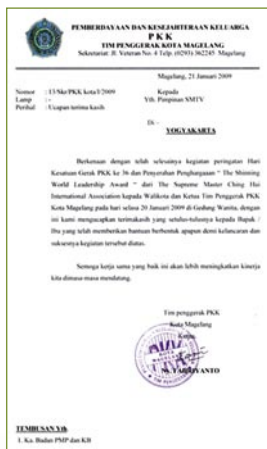 PEMBERDAYAAN DAN KESEJAHTERAAN KELUARGA
P K K
TIM PENGGERAK KOTA MAGELANG
Sekretariat: Jl. Veteran No. 4 Telp. (0293) 362245 Magelang
Magelang, 21 Januari 2009
Nomor : 13/Skr/PKK kota/I/2009
Lamp : -
Perihal : Ucapan terima kasih
Kepada
Yth. Pimpinan SMTV
Di -
YOGYAKARTA
Berkenaan dengan telah selesainya kegiatan peringatan Hari
Kesatuan Gerak PKK ke 36 dan Penyerahan Penghargaaan " The Shinning
World Leadership Award " dari The Supreme Master Ching Hai
International Association kepada Walikota dan Ketua Tim Penggerak PKK
Kota Magelang pada hari selasa 20 Januari 2009 di Gedung Wanita, dengan
ini kami mengucapkan terimakasih yang setulus-tulusnya kepada Bapak /
Ibu yang telah memberikan bantuan berbentuk apapun demi kelancaran dan
suksesnya kegiatan tersebut diatas.
Semoga kerja sama yang baik ini akan lebih meningkatkan kinerja
kita dimasa-masa mendatang.
Tim penggerak PKK
Kota Magelang
Ketua
TEMBUSAN Yth
1. Ka. Badan PMP dan KB